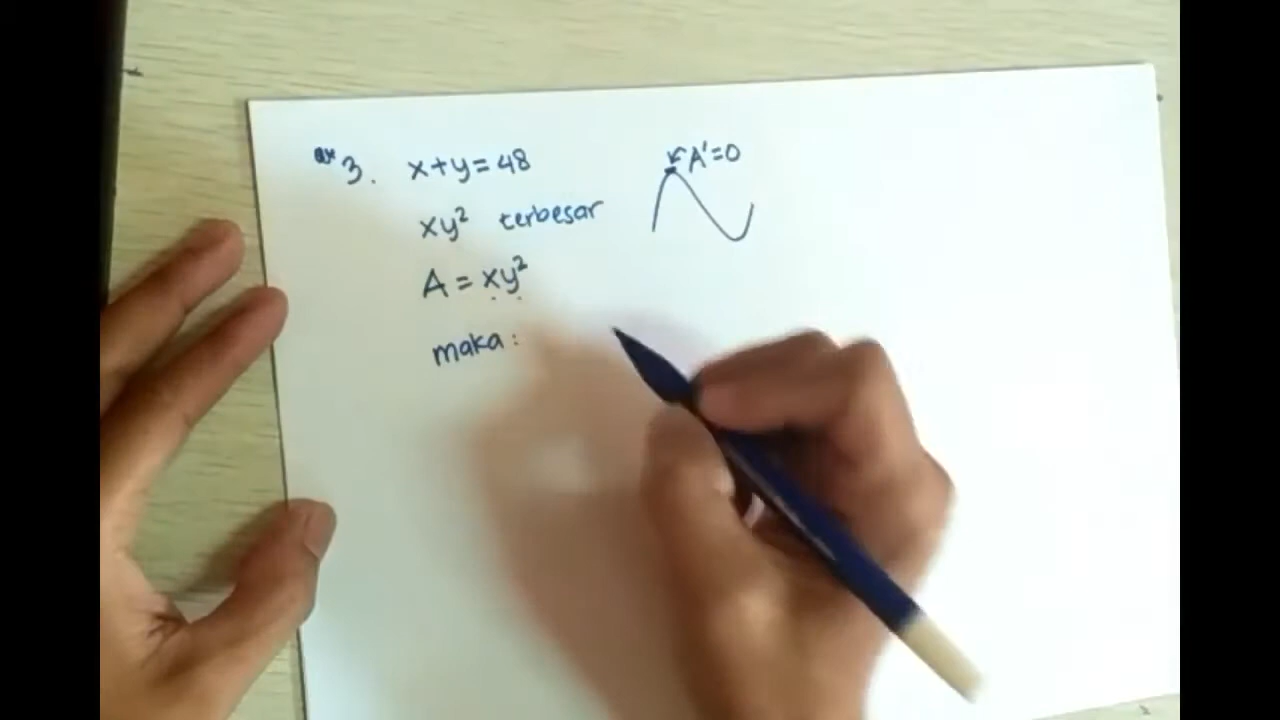 3. x+y=48
A'=0
xy² terbesar
A = xy²
maka :